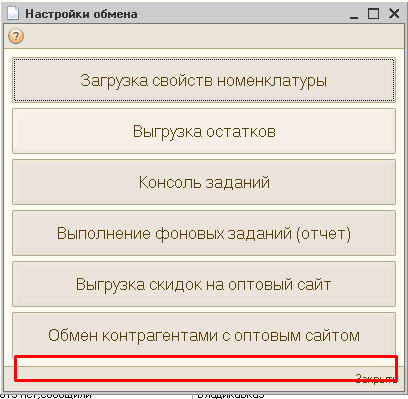 Настройки обмена
?
Загрузка свойств номенклатуры
Выгрузка остатков
Консоль заданий
Выполнение фоновых заданий (отчет)
Выгрузка скидок на оптовый сайт
Обмен контрагентами с оптовым сайтом
Закрыть